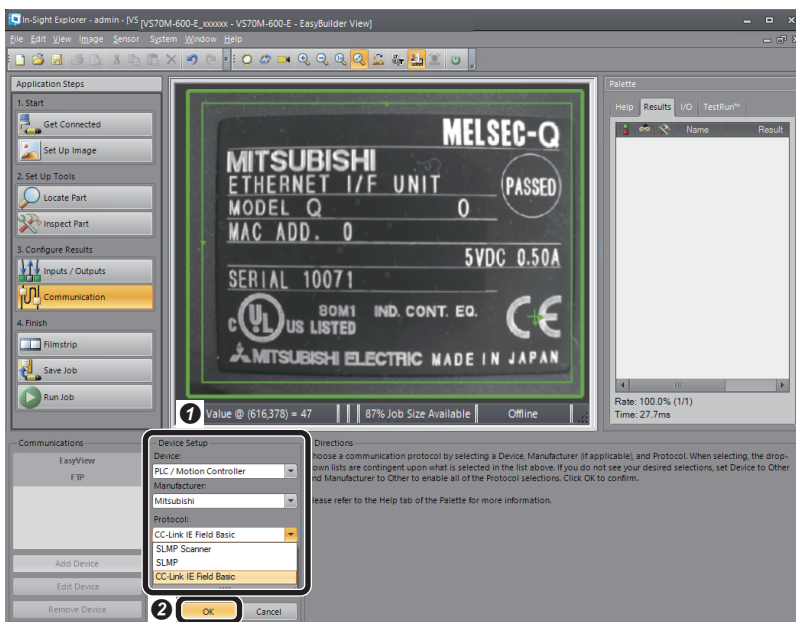 In-Sight Explorer - admin - [VS [VS70M-600-E_xxxxxx - VS70M-600-E - EasyBuilder View]
File Edit View Image Sensor System Window Help
Application Steps
1. Start
Get Connected
Set Up Image
2. Set Up Tools
Locate Part
Inspect Part
3. Configure Results
Inputs / Outputs
Communication
4. Finish
Filmstrip
Save Job
Run Job
MELSEC-Q
MITSUBISHI
ETHERNET I/F UNIT
PASSED
MODEL Q 0
MAC ADD. 0
5VDC 0.50A
SERIAL 10071
C UL US LISTED 80M1 IND. CONT. EQ. CE
MITSUBISHI ELECTRIC MADE IN JAPAN
1 Value @ (616,378) = 47 87% Job Size Available Offline
Palette
Help Results I/O TestRun™
Name Result
Rate: 100.0% (1/1)
Time: 27.7ms
Communications
EasyView
FTP
Add Device
Edit Device
Remove Device
Device Setup
Device:
PLC / Motion Controller
Manufacturer:
Mitsubishi
Protocol:
CC-Link IE Field Basic
SLMP Scanner
SLMP
CC-Link IE Field Basic
2 OK Cancel
Directions
hoose a communication protocol by selecting a Device, Manufacturer (if applicable), and Protocol. When selecting, the drop-
own lists are contingent upon what is selected in the list above. If you do not see your desired selections, set Device to Other
nd Manufacturer to Other to enable all of the Protocol selections. Click OK to confirm.
lease refer to the Help tab of the Palette for more information.